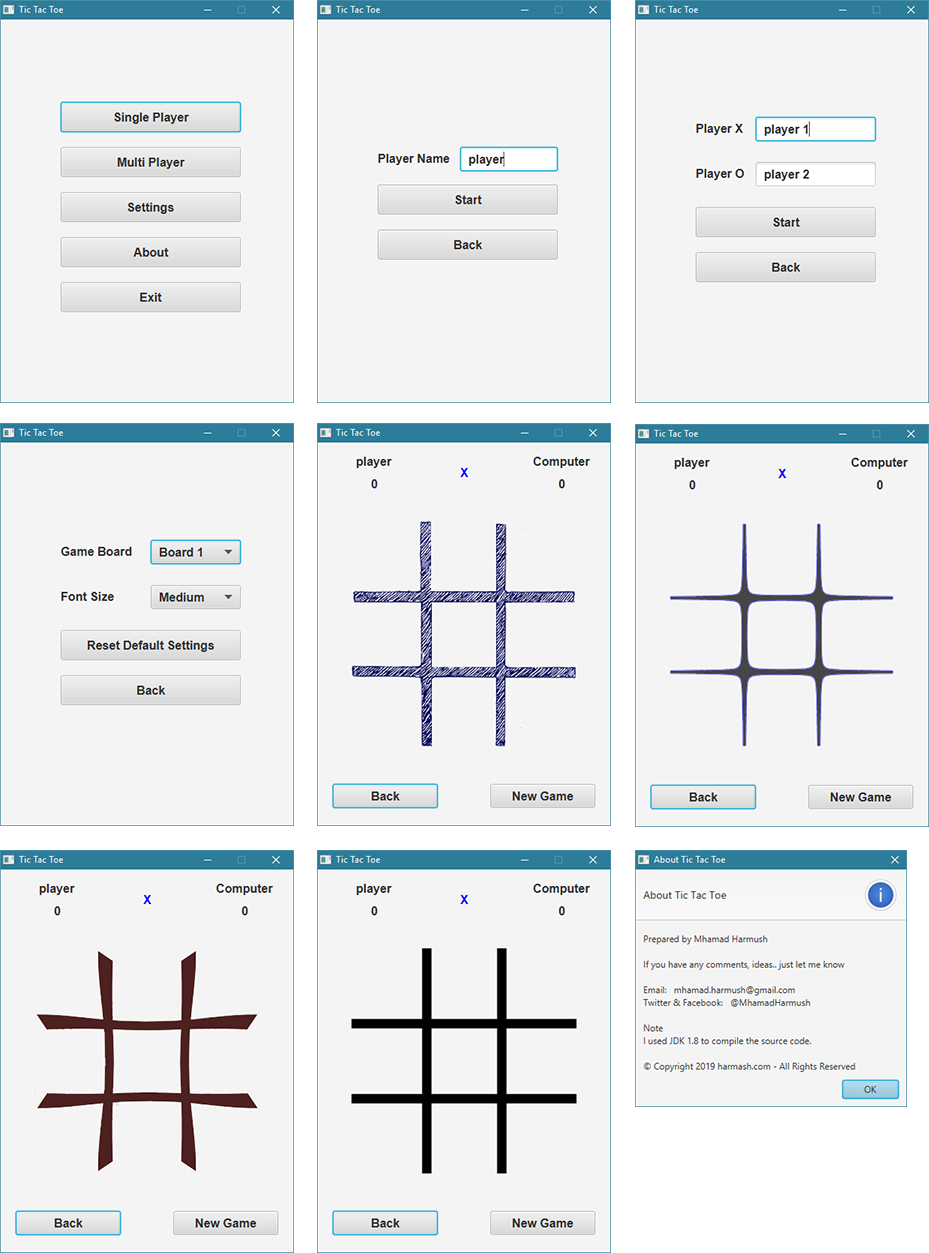 Tic Tac Toe
Single Player
Multi Player
Settings
About
Exit
Tic Tac Toe
Player Name player
Start
Back
Tic Tac Toe
Player X player 1
Player O player 2
Start
Back
Tic Tac Toe
Game Board Board 1
Font Size Medium
Reset Default Settings
Back
Tic Tac Toe
player X Computer
0 0
Back New Game
Tic Tac Toe
player X Computer
0 0
Back New Game
Tic Tac Toe
player X Computer
0 0
Back New Game
Tic Tac Toe
player X Computer
0 0
Back New Game
About Tic Tac Toe
About Tic Tac Toe
Prepared by Mhamad Harmush
If you have any comments, ideas.. just let me know
Email: mhamad.harmush@gmail.com
Twitter & Facebook: @MhamadHarmush
Note
I used JDK 1.8 to compile the source code.
© Copyright 2019 harmash.com - All Rights Reserved
OK